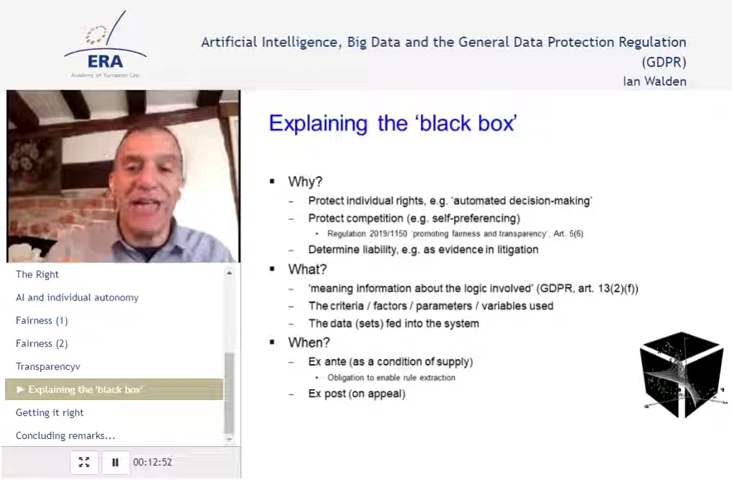 ERA
Academy of European Law
Artificial Intelligence, Big Data and the General Data Protection Regulation
(GDPR)
Ian Walden
Explaining the 'black box'
▪ Why?
– Protect individual rights, e.g. 'automated decision-making'
– Protect competition (e.g. self-preferencing)
• Regulation 2019/1150 'promoting fairness and transparency', Art. 5(6)
– Determine liability, e.g. as evidence in litigation
▪ What?
– 'meaning information about the logic involved' (GDPR, art. 13(2)(f))
– The criteria / factors / parameters / variables used
– The data (sets) fed into the system
▪ When?
– Ex ante (as a condition of supply)
• Obligation to enable rule extraction
– Ex post (on appeal)
The Right
AI and individual autonomy
Fairness (1)
Fairness (2)
Transparencyv
► Explaining the 'black box'
Getting it right
Concluding remarks...
00:12:52